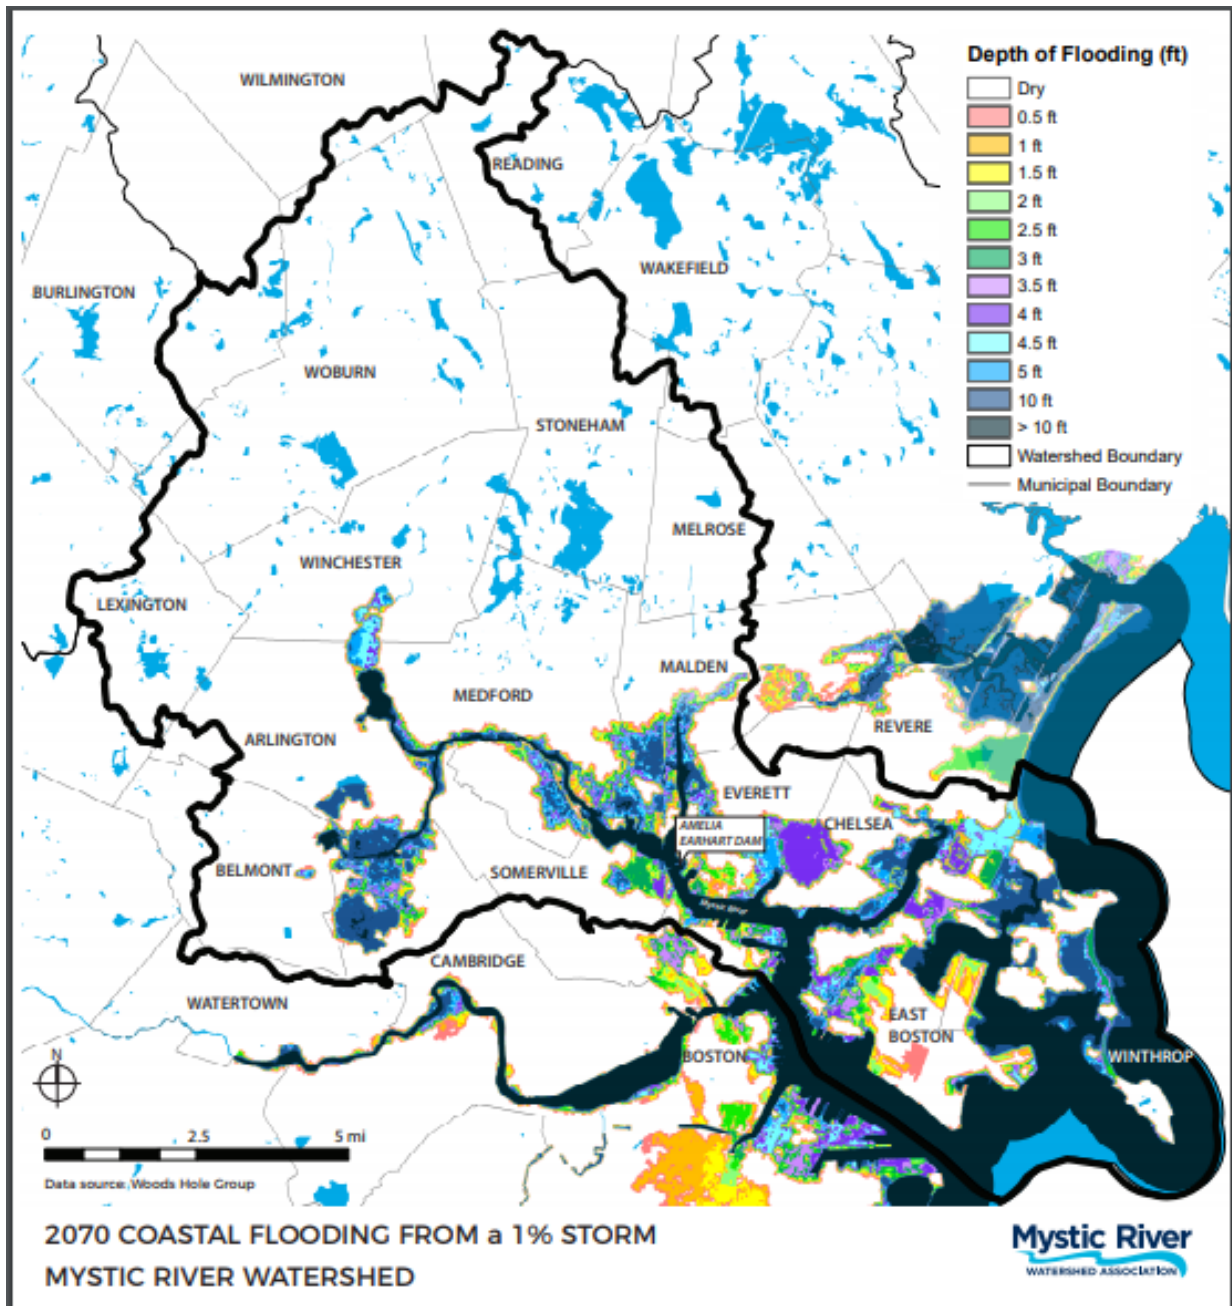 Depth of Flooding (ft)
Dry
0.5 ft
1 ft
1.5 ft
2 ft
2.5 ft
3 ft
3.5 ft
4 ft
4.5 ft
5 ft
10 ft
> 10 ft
Watershed Boundary
Municipal Boundary
WILMINGTON
READING
WAKEFIELD
BURLINGTON
WOBURN
STONEHAM
MELROSE
WINCHESTER
LEXINGTON
MALDEN
MEDFORD
REVERE
ARLINGTON
EVERETT
CHELSEA
AMELIA
EARHART DAM
BELMONT
SOMERVILLE
Mystic River
CAMBRIDGE
WATERTOWN
EAST
BOSTON
BOSTON
WINTHROP
N
0 2.5 5 mi
Data source: Woods Hole Group
2070 COASTAL FLOODING FROM a 1% STORM
MYSTIC RIVER WATERSHED
Mystic River
WATERSHED ASSOCIATION